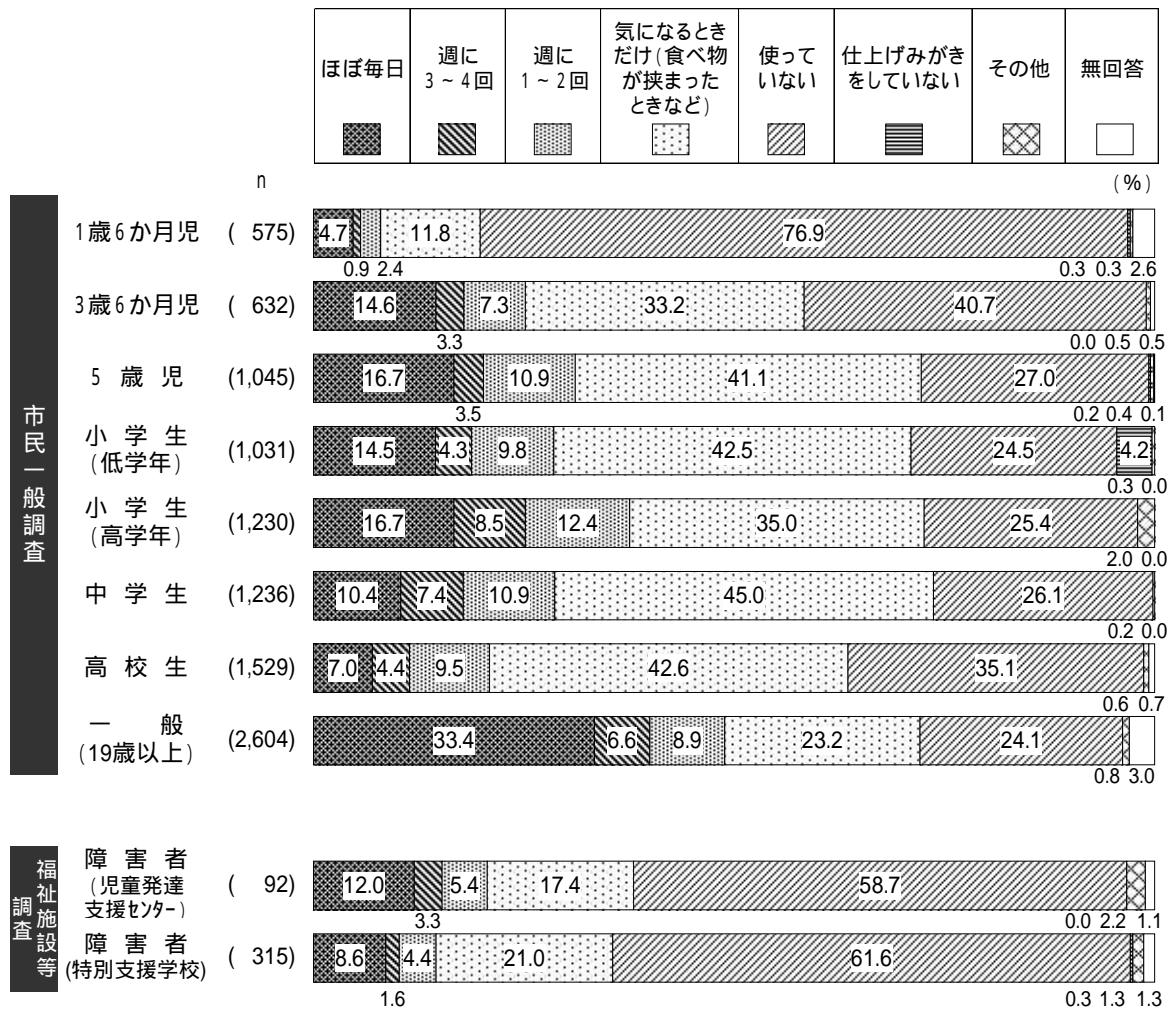 ほぼ毎日
週に
3～4回
週に
1～2回
気になるとき
だけ(食べ物
が挟まった
ときなど)
使って
いない
仕上げみがき
をしていない
その他
無回答
n
(%)
市民一般調査
1歳6か月児 ( 575) 4.7 11.8 76.9
0.9 2.4 0.3 0.3 2.6
3歳6か月児 ( 632) 14.6 7.3 33.2 40.7
3.3 0.0 0.5 0.5
5歳児 (1,045) 16.7 10.9 41.1 27.0
3.5 0.2 0.4 0.1
小学生
(低学年) (1,031) 14.5 4.3 9.8 42.5 24.5 4.2
0.3 0.0
小学生
(高学年) (1,230) 16.7 8.5 12.4 35.0 25.4
2.0 0.0
中学生 (1,236) 10.4 7.4 10.9 45.0 26.1
0.2 0.0
高校生 (1,529) 7.0 4.4 9.5 42.6 35.1
0.6 0.7
一般
(19歳以上) (2,604) 33.4 6.6 8.9 23.2 24.1
0.8 3.0
福祉施設等
調査
障害者
(児童発達
支援ｾﾝﾀｰ) ( 92) 12.0 5.4 17.4 58.7
3.3 0.0 2.2 1.1
障害者
(特別支援学校) ( 315) 8.6 4.4 21.0 61.6
1.6 0.3 1.3 1.3